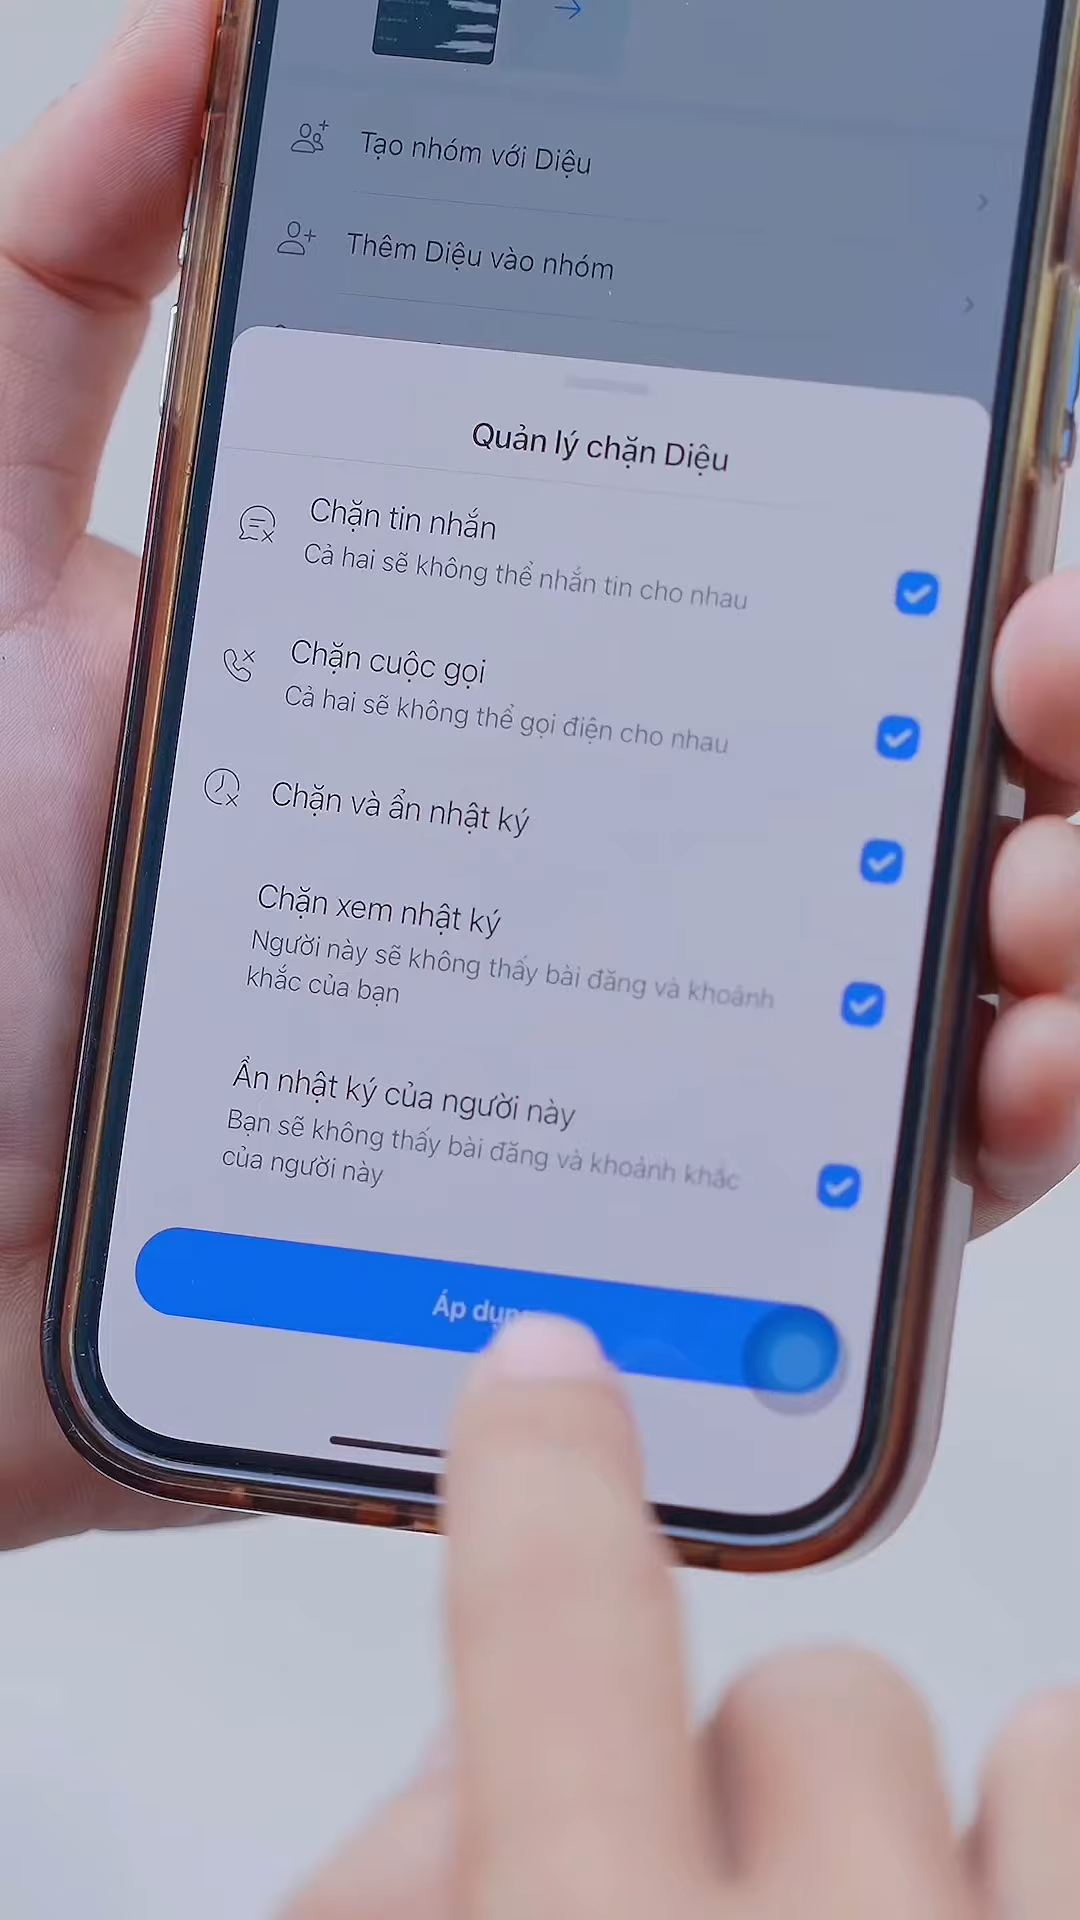 Tạo nhóm với Diệu
Thêm Diệu vào nhóm
Quản lý chặn Diệu
Chặn tin nhắn
Cả hai sẽ không thể nhắn tin cho nhau
Chặn cuộc gọi
Cả hai sẽ không thể gọi điện cho nhau
Chặn và ẩn nhật ký
Chặn xem nhật ký
Người này sẽ không thấy bài đăng và khoảnh
khắc của bạn
Ẩn nhật ký của người này
Bạn sẽ không thấy bài đăng và khoảnh khắc
của người này
Áp